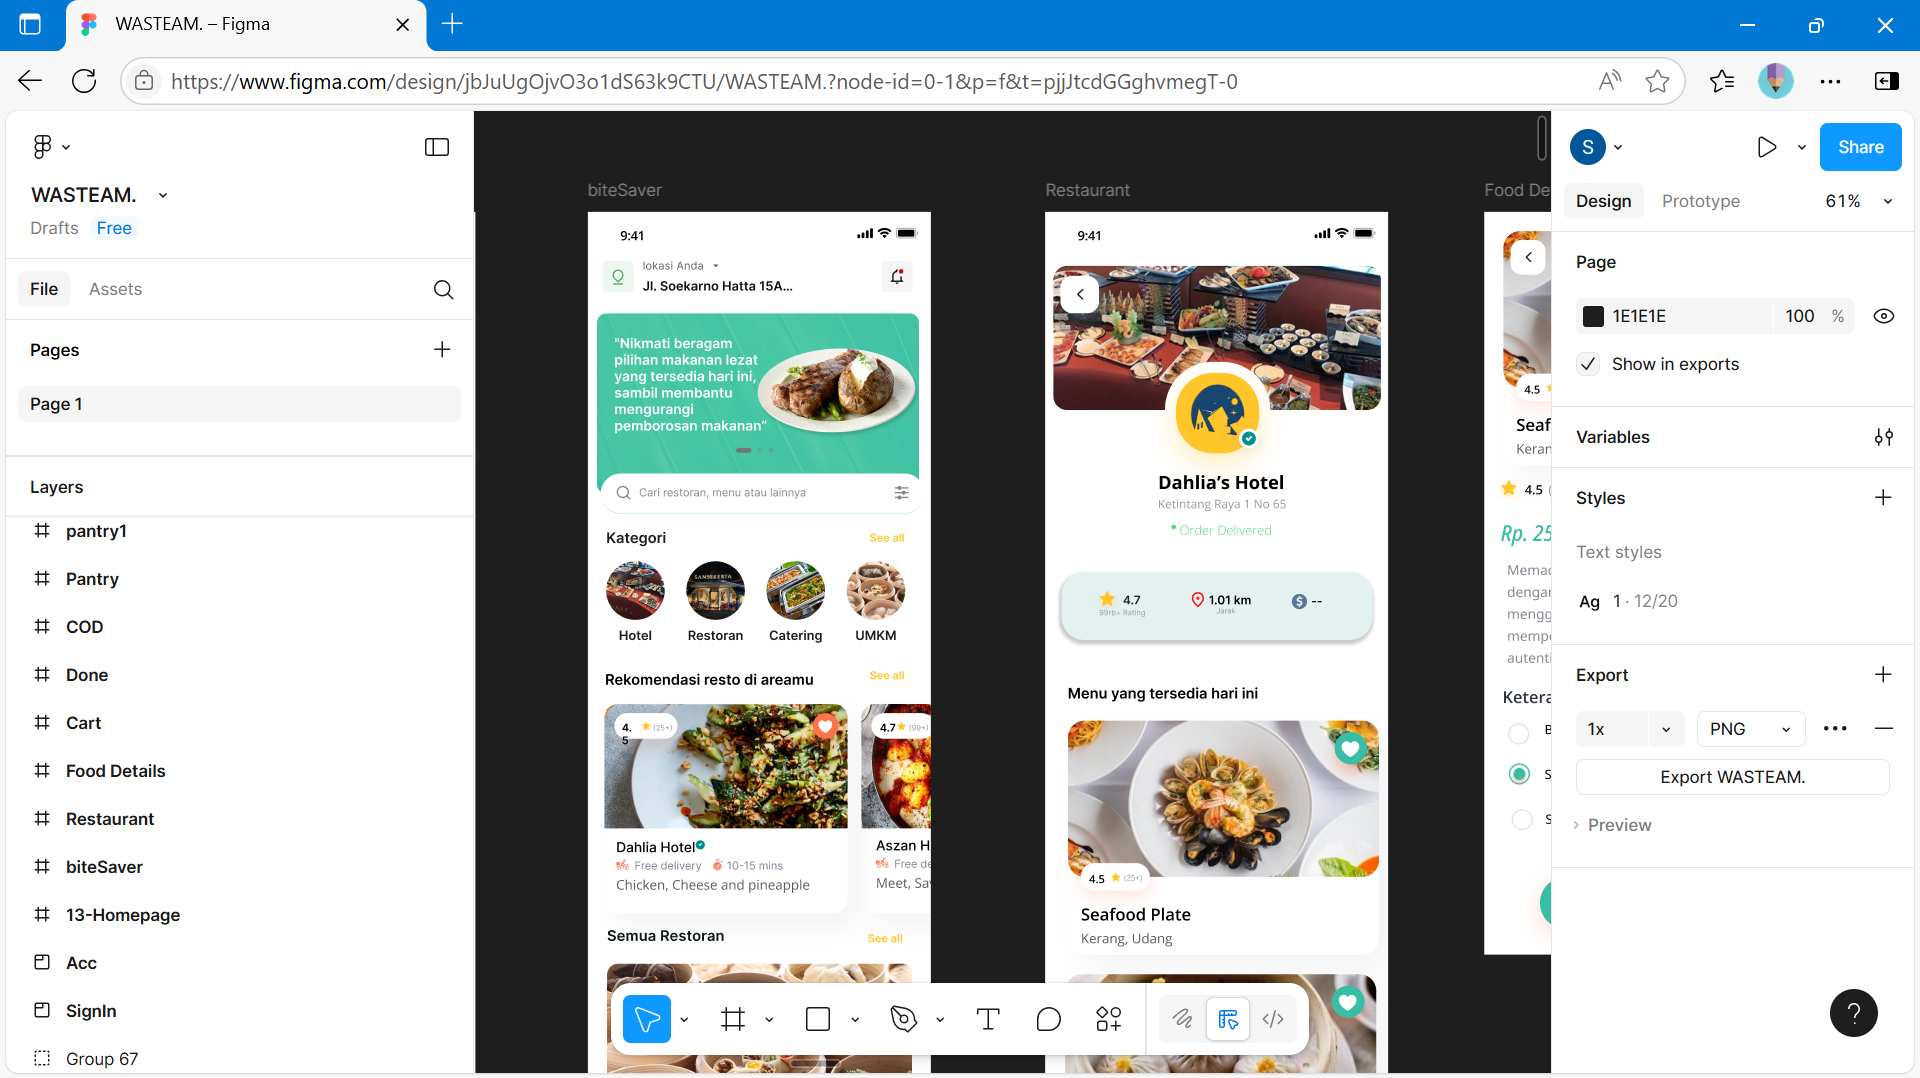 WASTEAM. – Figma
https://www.figma.com/design/jbJuUgOjvO3o1dS63k9CTU/WASTEAM.?node-id=0-1&p=f&t=pjjJtcdGGghvmegT-0
WASTEAM.
Drafts Free
File Assets
Pages
Page 1
Layers
pantry1
Pantry
COD
Done
Cart
Food Details
Restaurant
biteSaver
13-Homepage
Acc
SignIn
Group 67
biteSaver
9:41
lokasi Anda
Jl. Soekarno Hatta 15A...
"Nikmati beragam
pilihan makanan lezat
yang tersedia hari ini,
sambil membantu
mengurangi
pemborosan makanan"
Cari restoran, menu atau lainnya
Kategori See all
SANSEKERTA
Hotel Restoran Catering UMKM
Rekomendasi resto di areamu See all
4.5 (25+)
4.7 (99+)
Dahlia Hotel
Free delivery 10-15 mins
Chicken, Cheese and pineapple
Aszan H
Free de
Meet, Sav
Semua Restoran See all
Restaurant
9:41
Dahlia’s Hotel
Ketintang Raya 1 No 65
Order Delivered
4.7
99rb+ Rating
1.01 km
Jarak
$ --
Menu yang tersedia hari ini
4.5 (25+)
Seafood Plate
Kerang, Udang
Food De
4.5
Seaf
Keran
4.5 (
Rp. 25
Memac
dengar
mengg
mempe
autenti
Ketera
B
S
S
S
Share
Design Prototype 61%
Page
1E1E1E 100 %
Show in exports
Variables
Styles
Text styles
Ag 1 · 12/20
Export
1x PNG
Export WASTEAM.
Preview
?